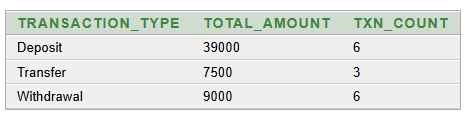 TRANSACTION_TYPE TOTAL_AMOUNT TXN_COUNT
Deposit 39000 6
Transfer 7500 3
Withdrawal 9000 6